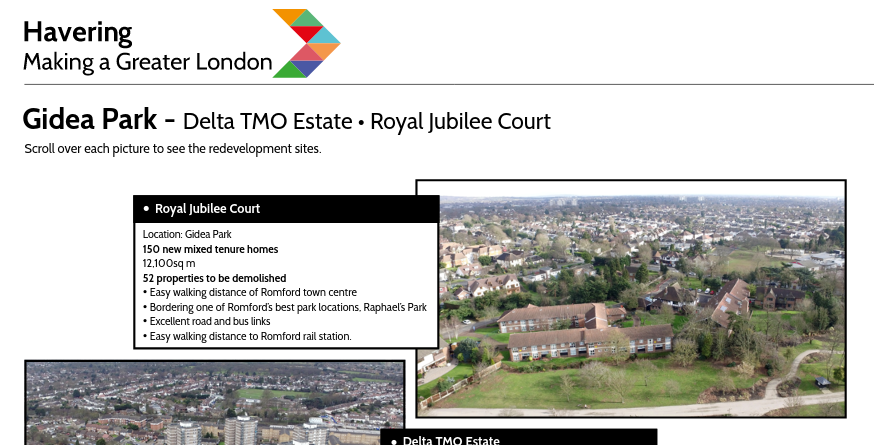 Havering
Making a Greater London
Gidea Park - Delta TMO Estate • Royal Jubilee Court
Scroll over each picture to see the redevelopment sites.
• Royal Jubilee Court
Location: Gidea Park
150 new mixed tenure homes
12,100sq m
52 properties to be demolished
• Easy walking distance of Romford town centre
• Bordering one of Romford's best park locations, Raphael's Park
• Excellent road and bus links
• Easy walking distance to Romford rail station.
• Delta TMO Estate